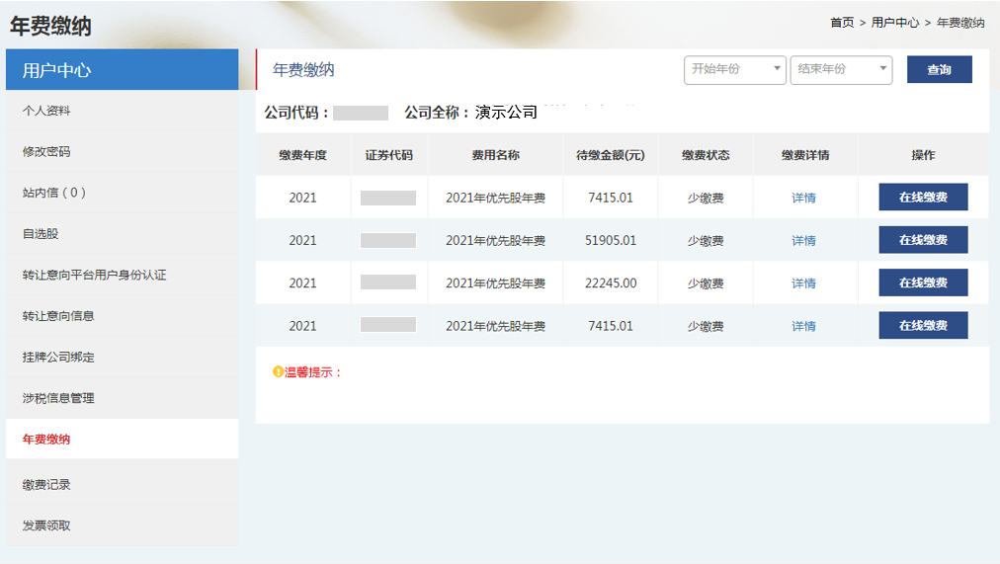 年费缴纳
首页 > 用户中心 > 年费缴纳
用户中心
个人资料
修改密码
站内信 ( 0 )
自选股
转让意向平台用户身份认证
转让意向信息
挂牌公司绑定
涉税信息管理
年费缴纳
缴费记录
发票领取
年费缴纳
开始年份 结束年份 查询
公司代码： 公司全称：演示公司
缴费年度 证券代码 费用名称 待缴金额(元) 缴费状态 缴费详情 操作
2021 2021年优先股年费 7415.01 少缴费 详情 在线缴费
2021 2021年优先股年费 51905.01 少缴费 详情 在线缴费
2021 2021年优先股年费 22245.00 少缴费 详情 在线缴费
2021 2021年优先股年费 7415.01 少缴费 详情 在线缴费
温馨提示：